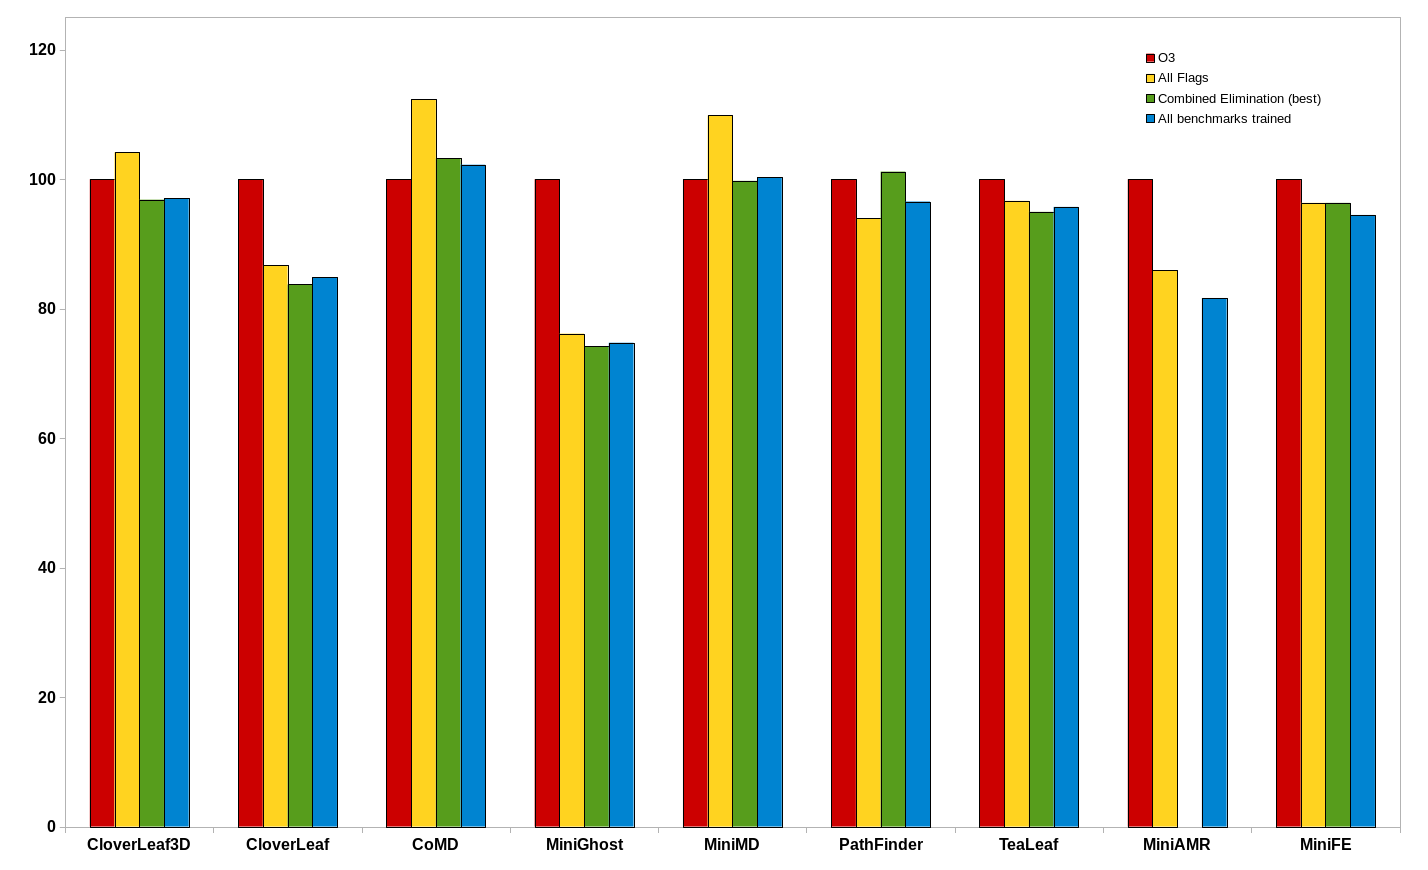 120
100
80
60
40
20
0
O3
All Flags
Combined Elimination (best)
All benchmarks trained
CloverLeaf3D CloverLeaf CoMD MiniGhost MiniMD PathFinder TeaLeaf MiniAMR MiniFE